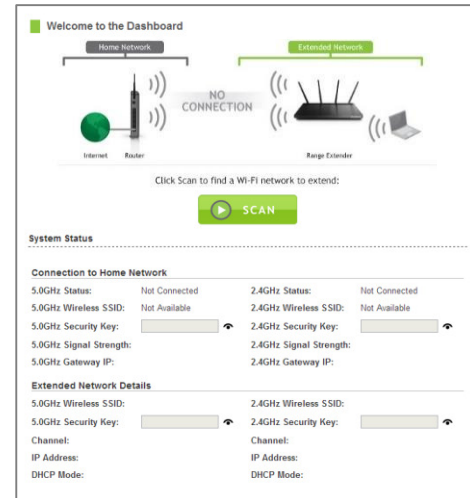 Welcome to the Dashboard
Home Network Extended Network
NO
CONNECTION
Internet Router Range Extender
Click Scan to find a Wi-Fi network to extend:
SCAN
System Status
Connection to Home Network
5.0GHz Status: Not Connected 2.4GHz Status: Not Connected
5.0GHz Wireless SSID: Not Available 2.4GHz Wireless SSID: Not Available
5.0GHz Security Key: 2.4GHz Security Key:
5.0GHz Signal Strength: 2.4GHz Signal Strength:
5.0GHz Gateway IP: 2.4GHz Gateway IP:
Extended Network Details
5.0GHz Wireless SSID: 2.4GHz Wireless SSID:
5.0GHz Security Key: 2.4GHz Security Key:
Channel: Channel:
IP Address: IP Address:
DHCP Mode: DHCP Mode: